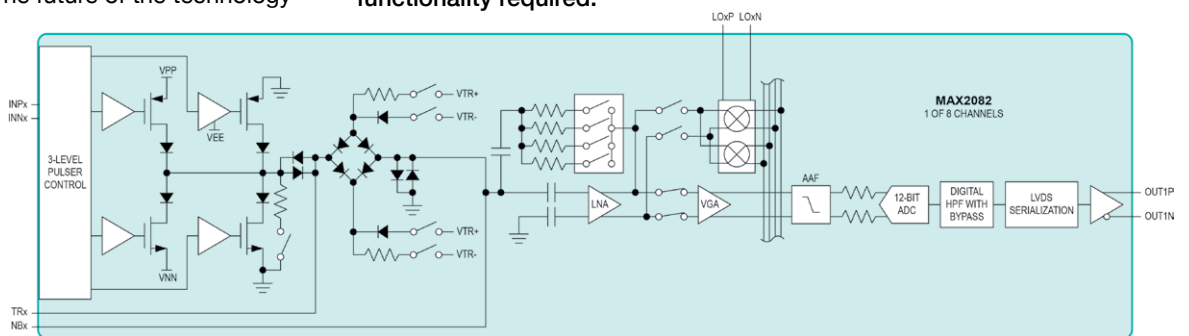 he future of the technology
functionality required.
LOxP LOxN
INPx
INNx
3-LEVEL
PULSER
CONTROL
VPP
VEE
VNN
VTR+
VTR-
VTR+
VTR-
LNA
VGA
MAX2082
1 OF 8 CHANNELS
AAF
12-BIT
ADC
DIGITAL
HPF WITH
BYPASS
LVDS
SERIALIZATION
OUT1P
OUT1N
TRx
NBx